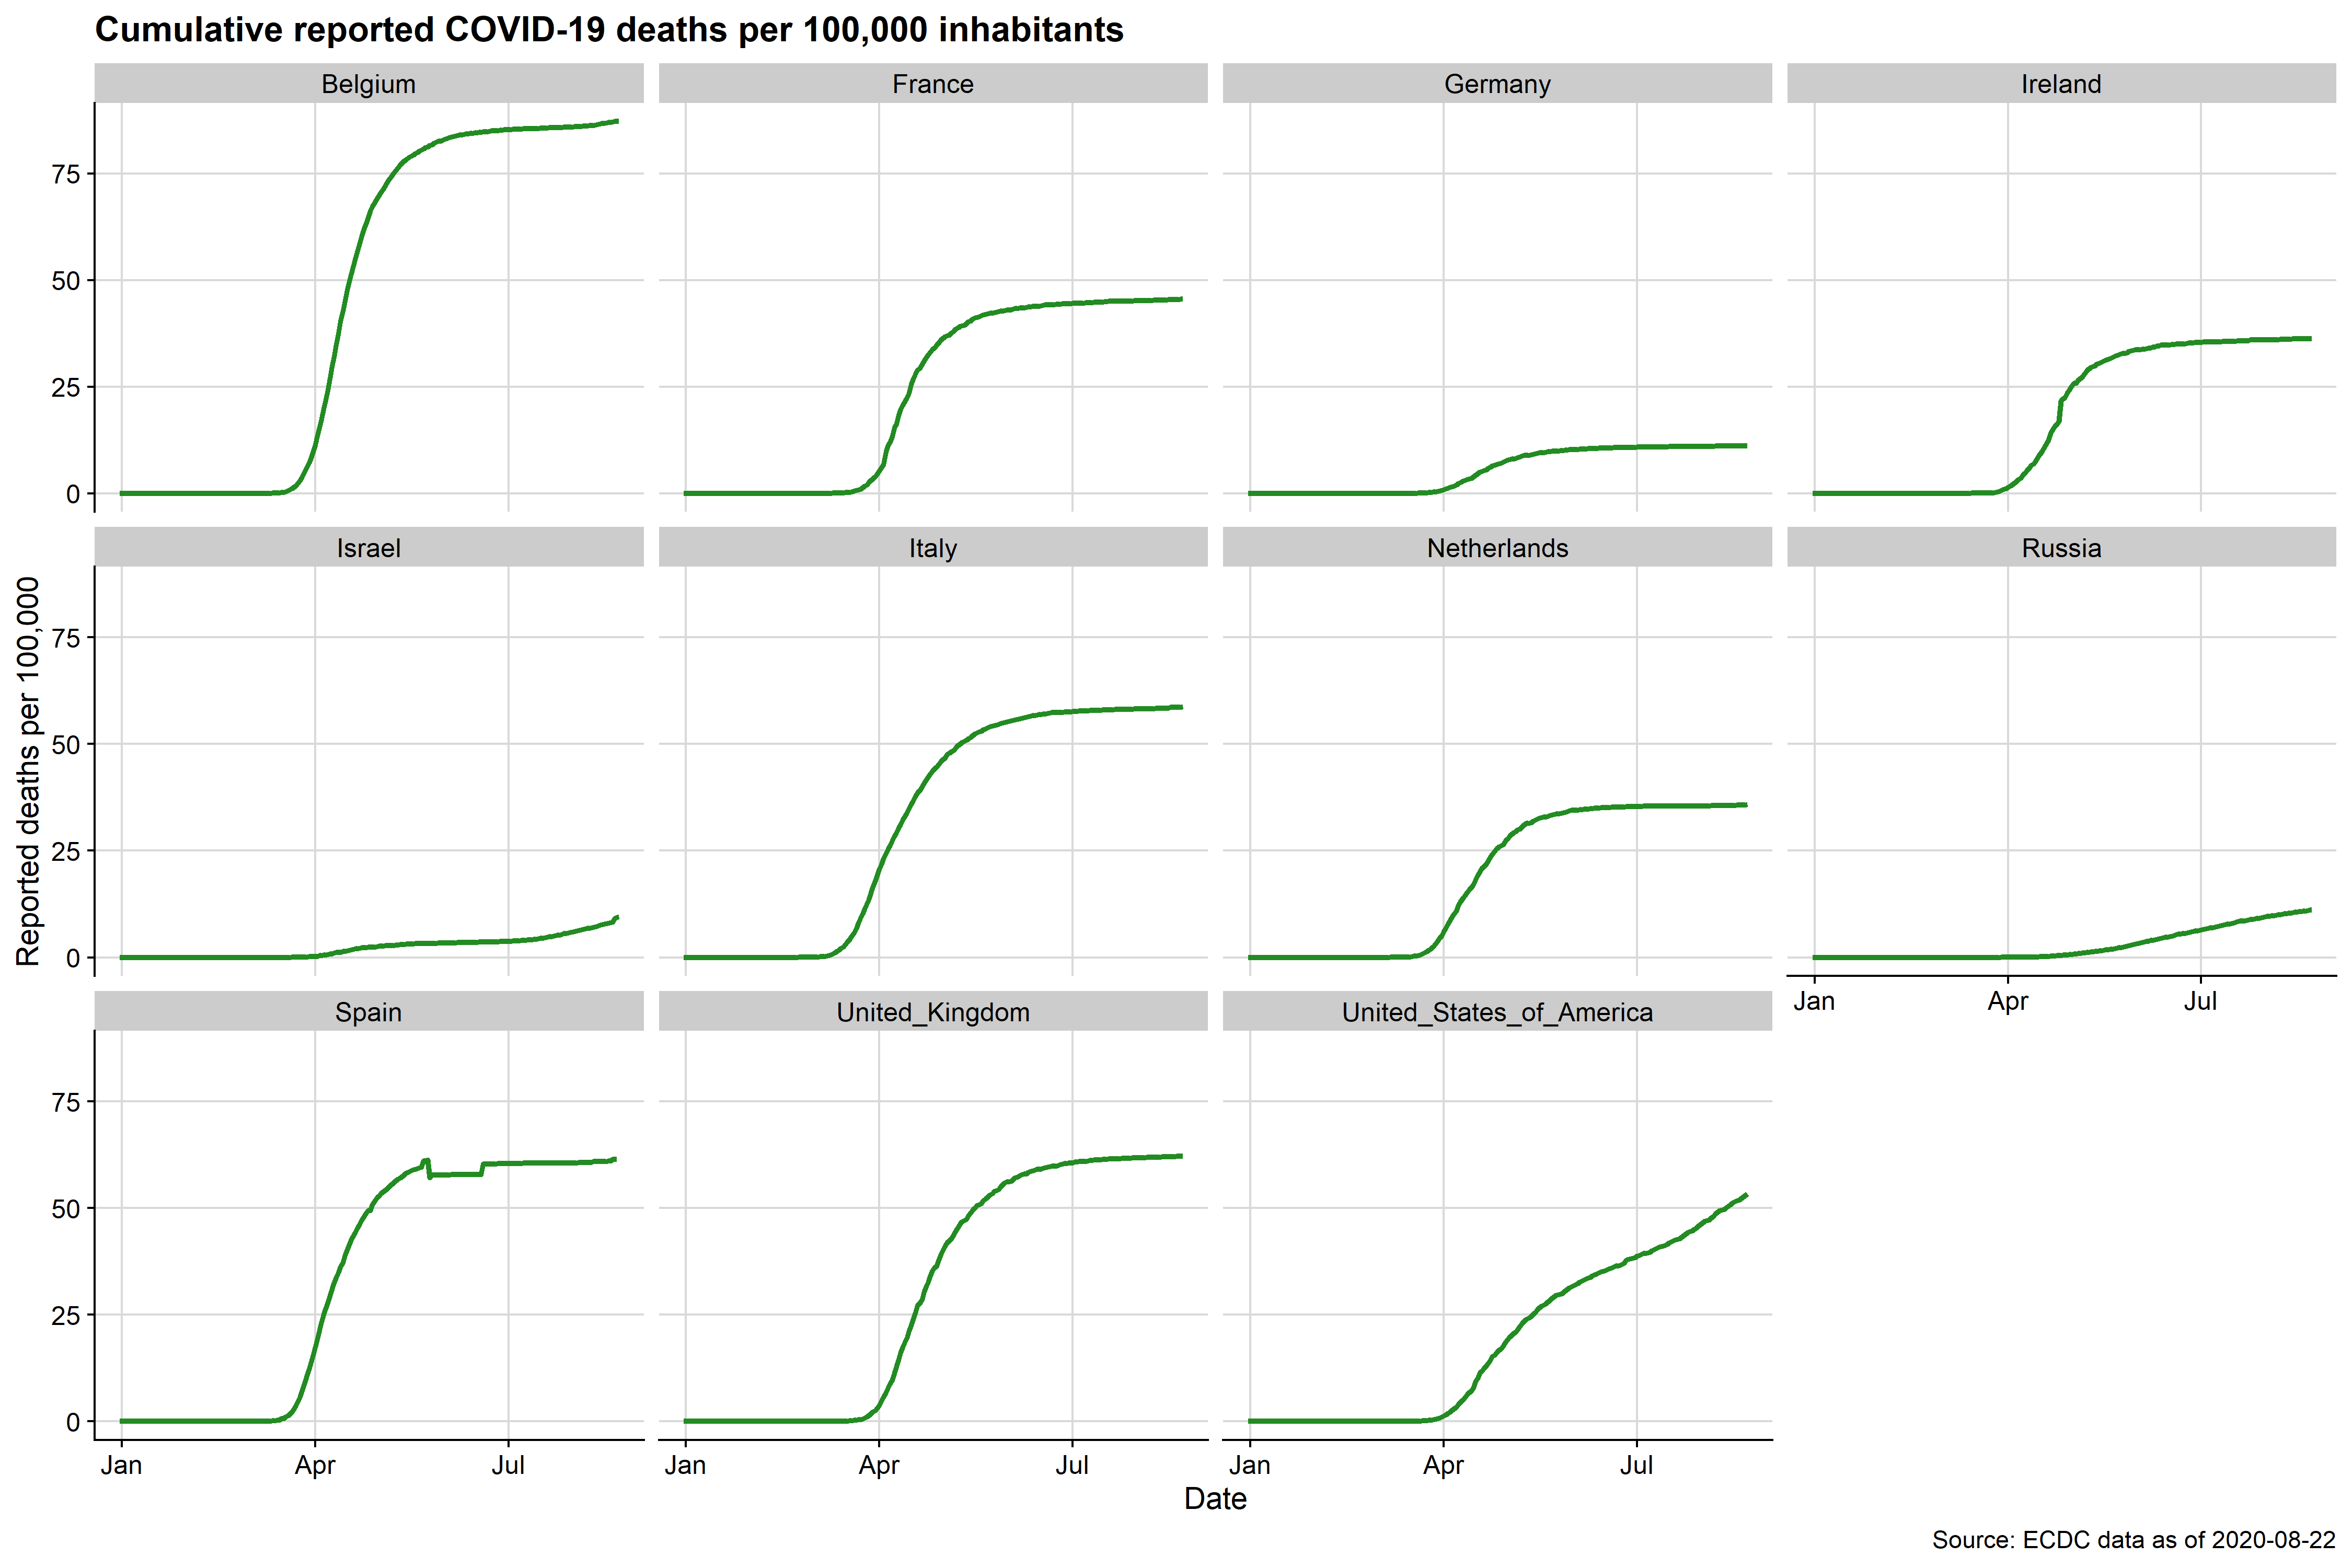 Cumulative reported COVID-19 deaths per 100,000 inhabitants
Belgium
France
Germany
Ireland
75
50
25
0
Israel
Italy
Netherlands
Russia
Reported deaths per 100,000
75
50
25
0
Jan
Apr
Jul
Spain
United_Kingdom
United_States_of_America
75
50
25
0
Jan
Apr
Jul
Jan
Apr
Jul
Jan
Apr
Jul
Date
Source: ECDC data as of 2020-08-22